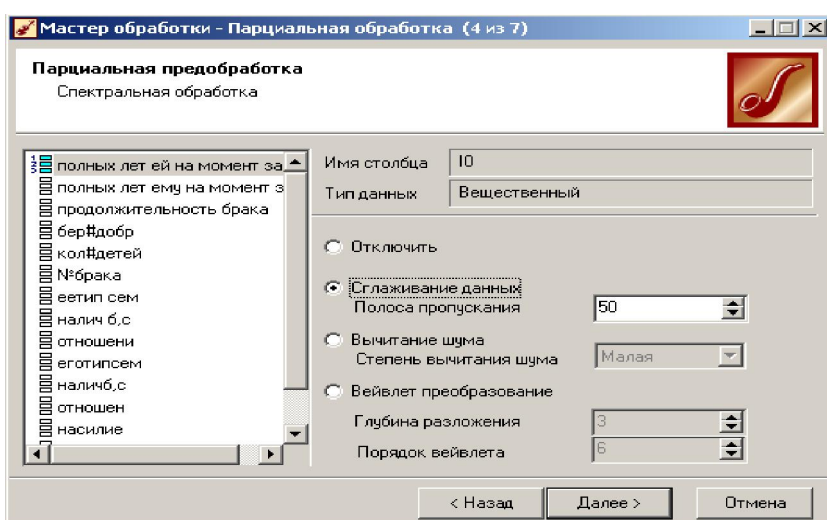 Мастер обработки - Парциальная обработка (4 из 7)
Парциальная предобработка
Спектральная обработка
полных лет ей на момент за
полных лет ему на момент з
продолжительность брака
бер#добр
кол#детей
№брака
еетип сем
налич б,с
отношени
еготипсем
наличб,с
отношен
насилие
Имя столбца I0
Тип данных Вещественный
Отключить
Сглаживание данных
Полоса пропускания 50
Вычитание шума
Степень вычитания шума Малая
Вейвлет преобразование
Глубина разложения 3
Порядок вейвлета 6
< Назад Далее > Отмена